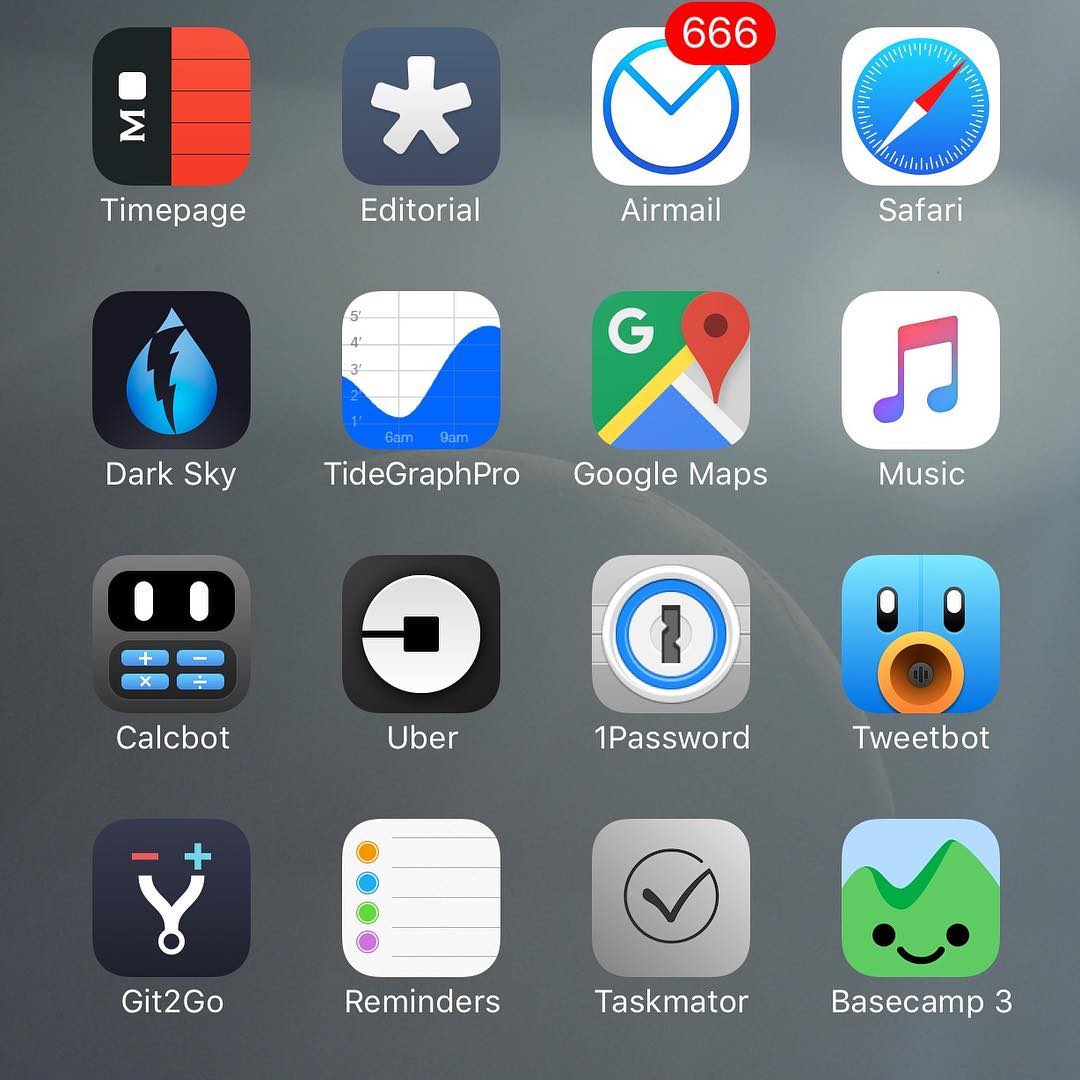 666
M
Timepage
Editorial
Airmail
Safari
5'
4'
3'
2'
1'
6am 9am
G
Dark Sky
TideGraphPro
Google Maps
Music
+ −
× ÷
1
Calcbot
Uber
1Password
Tweetbot
− +
Git2Go
Reminders
Taskmator
Basecamp 3